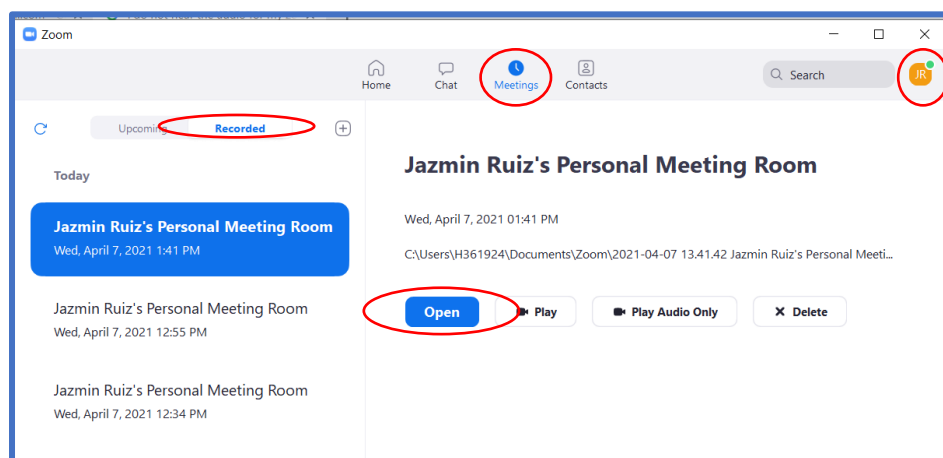 Zoom
Home Chat Meetings Contacts
Search
JR
Upcoming Recorded
Today
Jazmin Ruiz's Personal Meeting Room
Wed, April 7, 2021 1:41 PM
Jazmin Ruiz's Personal Meeting Room
Wed, April 7, 2021 12:55 PM
Jazmin Ruiz's Personal Meeting Room
Wed, April 7, 2021 12:34 PM
Jazmin Ruiz's Personal Meeting Room
Wed, April 7, 2021 01:41 PM
C:\Users\H361924\Documents\Zoom\2021-04-07 13.41.42 Jazmin Ruiz's Personal Meeti...
Open Play Play Audio Only Delete